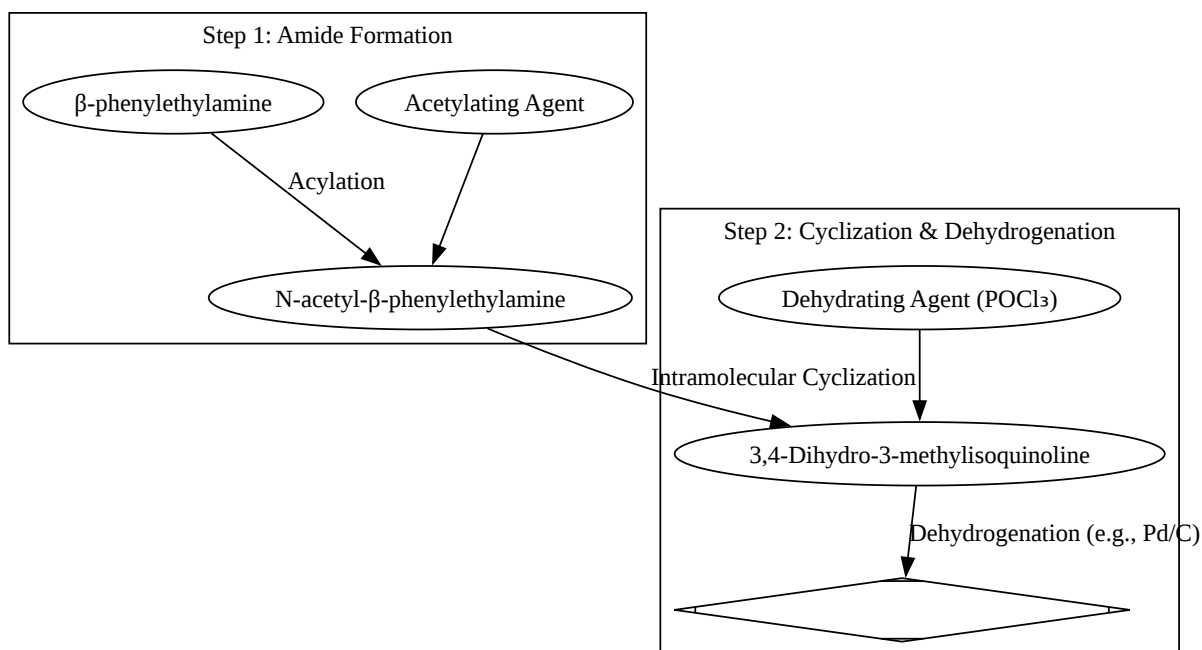 Step 1: Amide Formation
β-phenylethylamine
Acetylating Agent
Acylation
N-acetyl-β-phenylethylamine
Step 2: Cyclization & Dehydrogenation
Dehydrating Agent (POCl₃)
Intramolecular Cyclization
3,4-Dihydro-3-methylisoquinoline
Dehydrogenation (e.g., Pd/C)